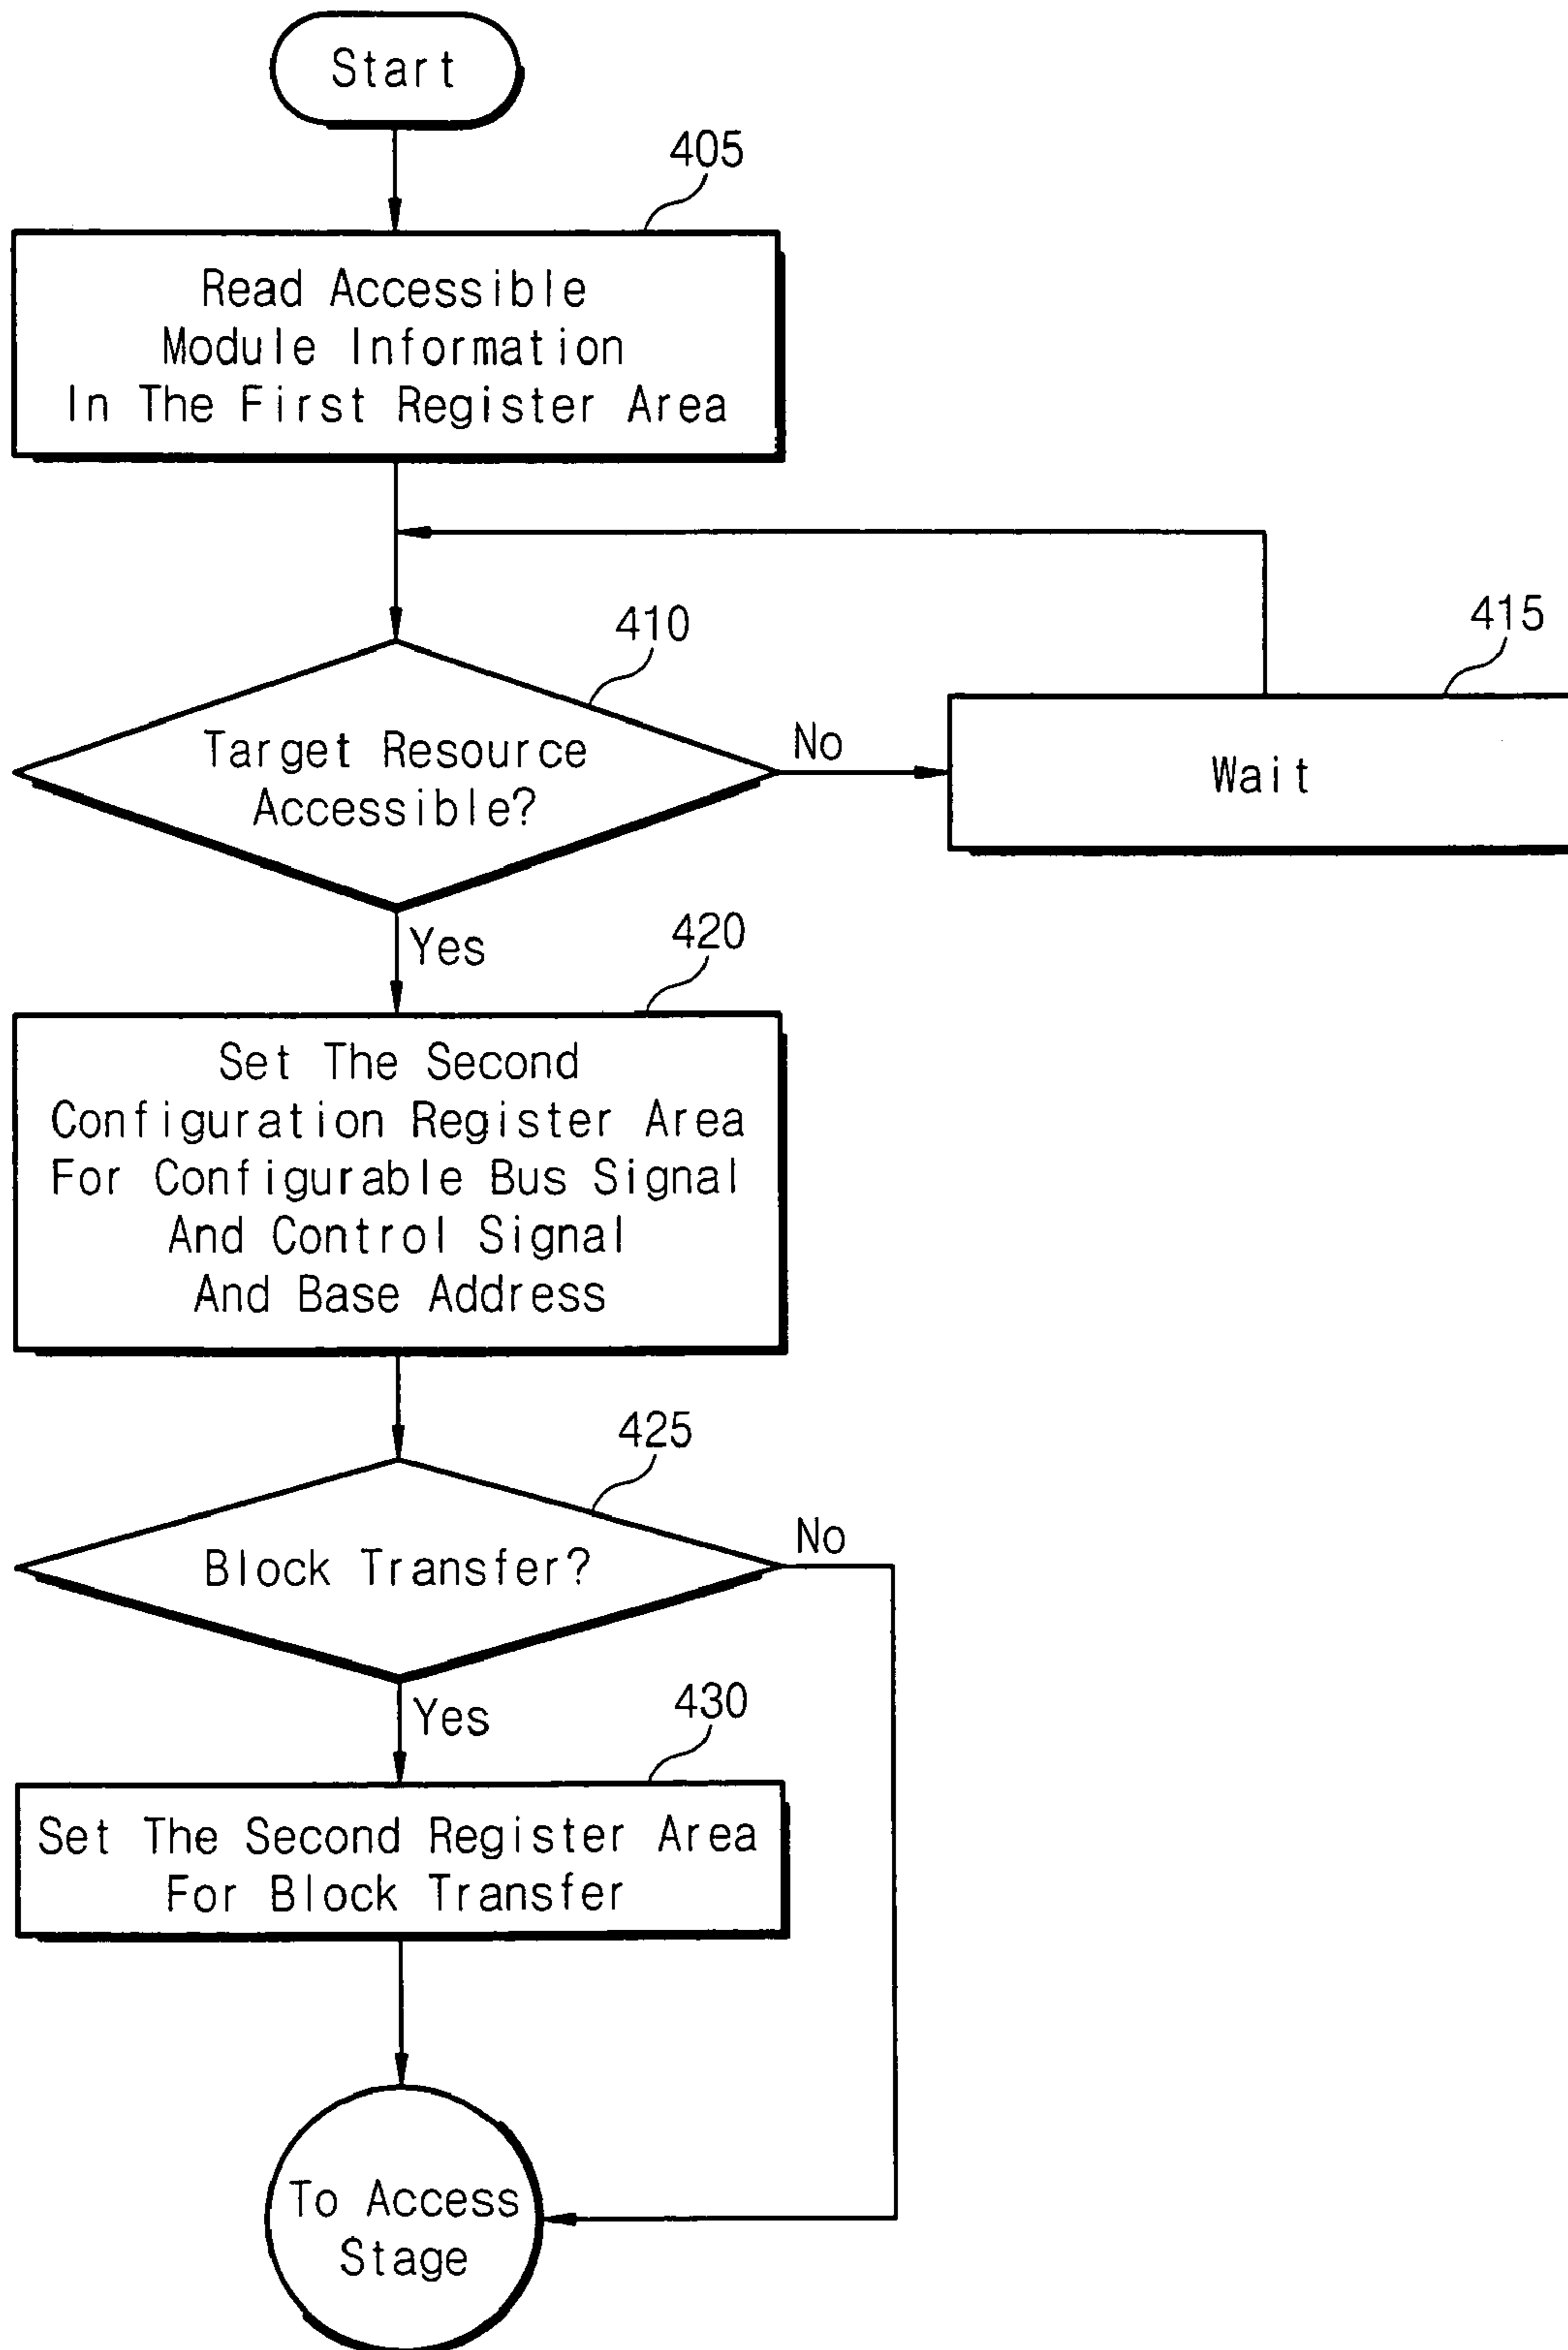 Start
405
Read Accessible
Module Information
In The First Register Area
410
415
Target Resource
Accessible?
No
Wait
Yes
420
Set The Second
Configuration Register Area
For Configurable Bus Signal
And Control Signal
And Base Address
425
Block Transfer?
No
Yes
430
Set The Second Register Area
For Block Transfer
To Access
Stage